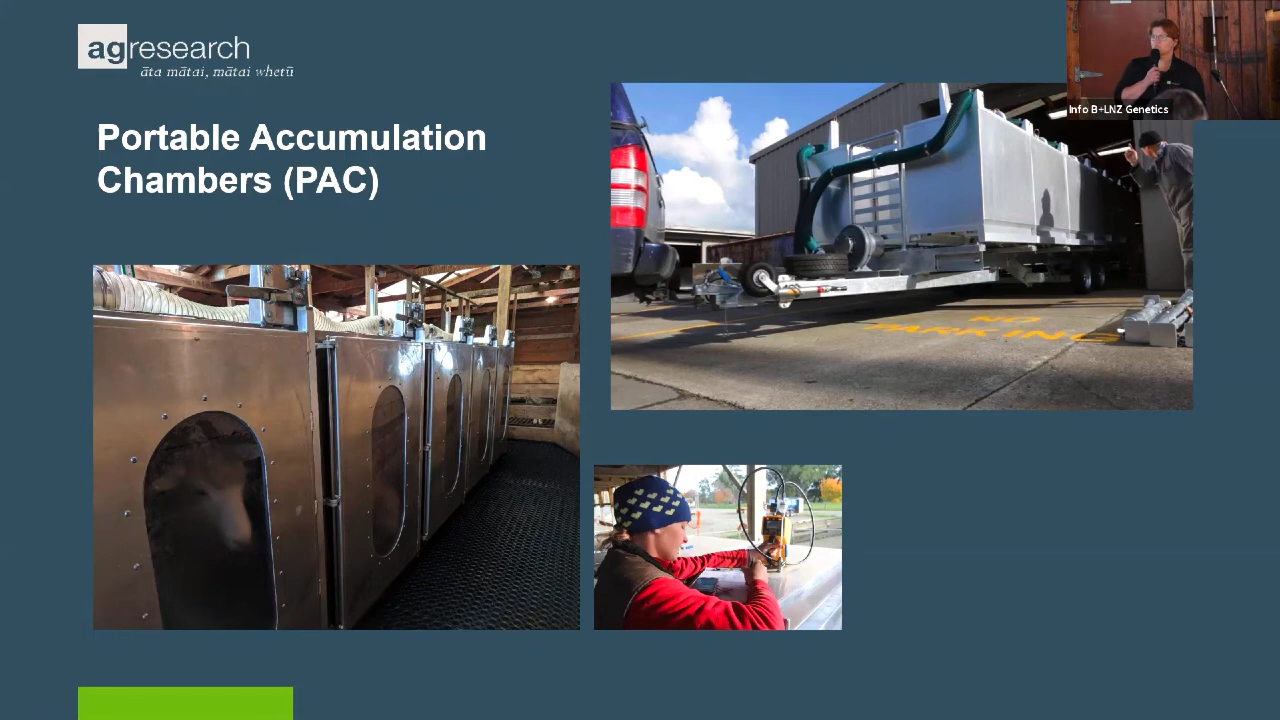 agresearch
āta mātai, mātai whetū
Info B+LNZ Genetics
Portable Accumulation
Chambers (PAC)
NO
PARKING